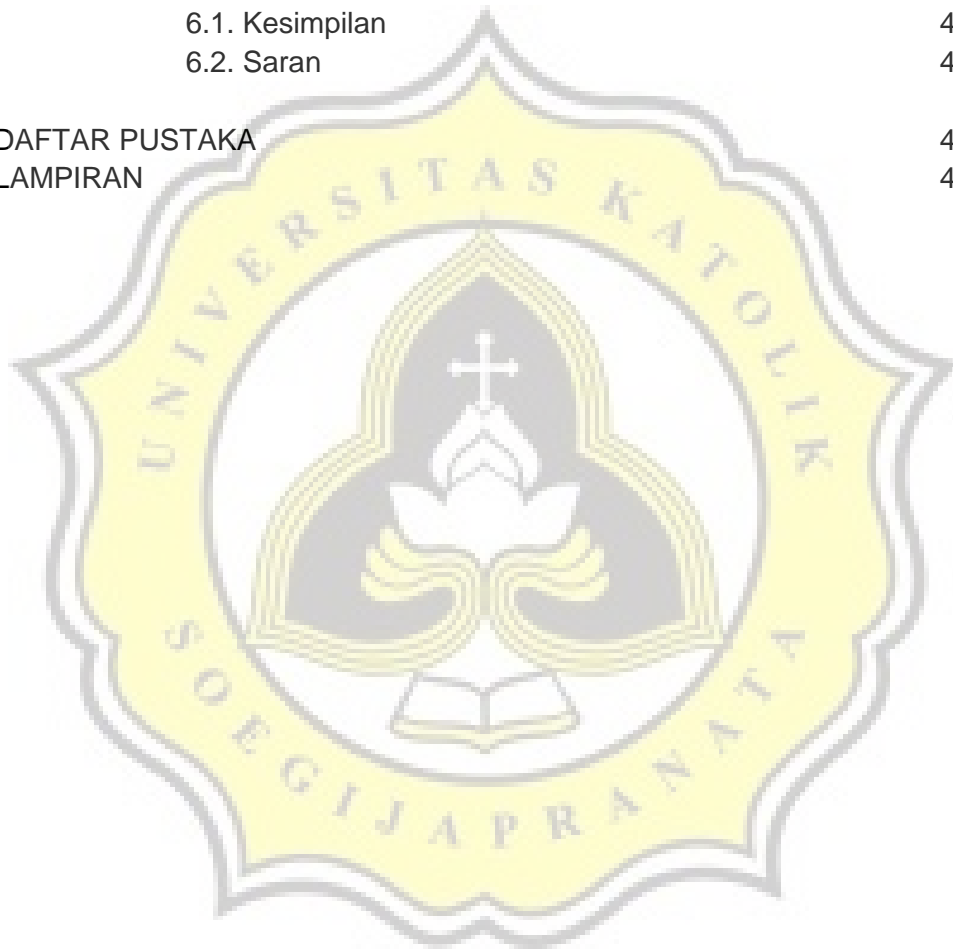 6.1. Kesimpilan 4
6.2. Saran 4
DAFTAR PUSTAKA 4
LAMPIRAN 4
UNIVERSITAS KATOLIK
SOEGIJAPRANATA